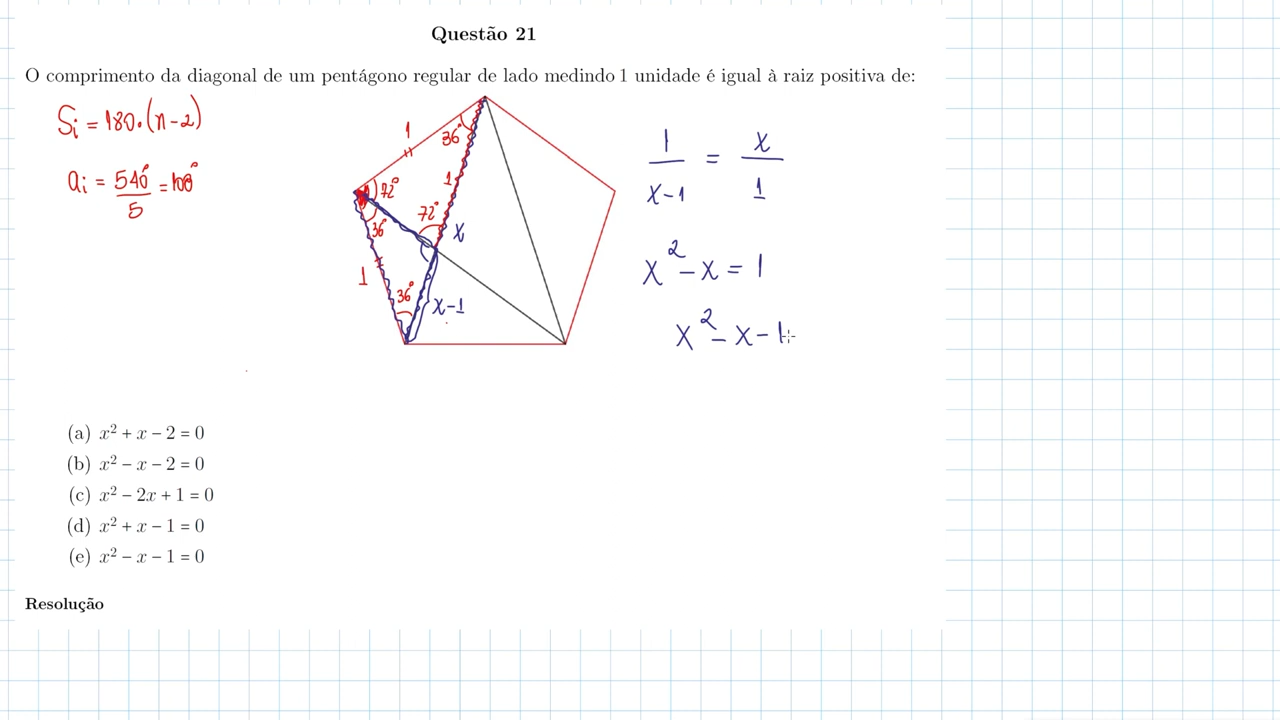 Questão 21
O comprimento da diagonal de um pentágono regular de lado medindo 1 unidade é igual à raiz positiva de:
Si = 180.(n-2)
ai = 540° / 5 = 108°
1
36°
72°
1
72°
36°
x
1
36°
x-1
1 / x-1 = x / 1
x² - x = 1
x² - x - 1
(a) x² + x − 2 = 0
(b) x² − x − 2 = 0
(c) x² − 2x + 1 = 0
(d) x² + x − 1 = 0
(e) x² − x − 1 = 0
Resolução